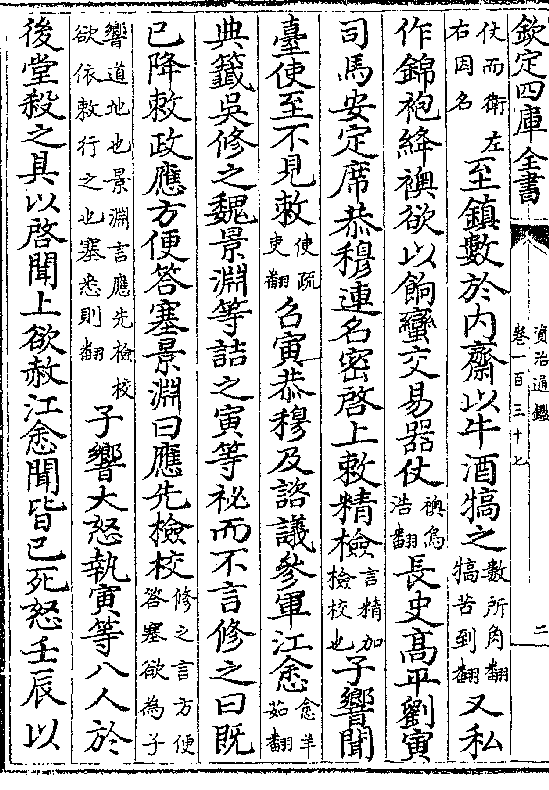 欽定四庫全書
資治通鑑
卷一百三十七
二
仗而衛左
右因名
至鎮數於内齋以牛酒犒之
數所角翻
犒苦到翻
又私
作錦袍絳襖欲以餉蠻交易器仗
襖烏
浩翻
長史高平劉寅
司馬安定席恭穆連名密啓上敕精檢
言精加
檢校也
子響聞
臺使至不見敕
使疏
吏翻
召寅恭穆及諮議參軍江悆
悆羊
茹翻
典籤吳修之魏景淵等詰之寅等祕而不言修之曰既
已降敕政應方便答塞景淵曰應先檢校
修之言方便
答塞欲為子
響道地也景淵言應先檢校
欲依敕行之也塞悉則翻
子響大怒執寅等八人於
後堂殺之具以啓聞上欲赦江悆聞皆已死怒壬辰以